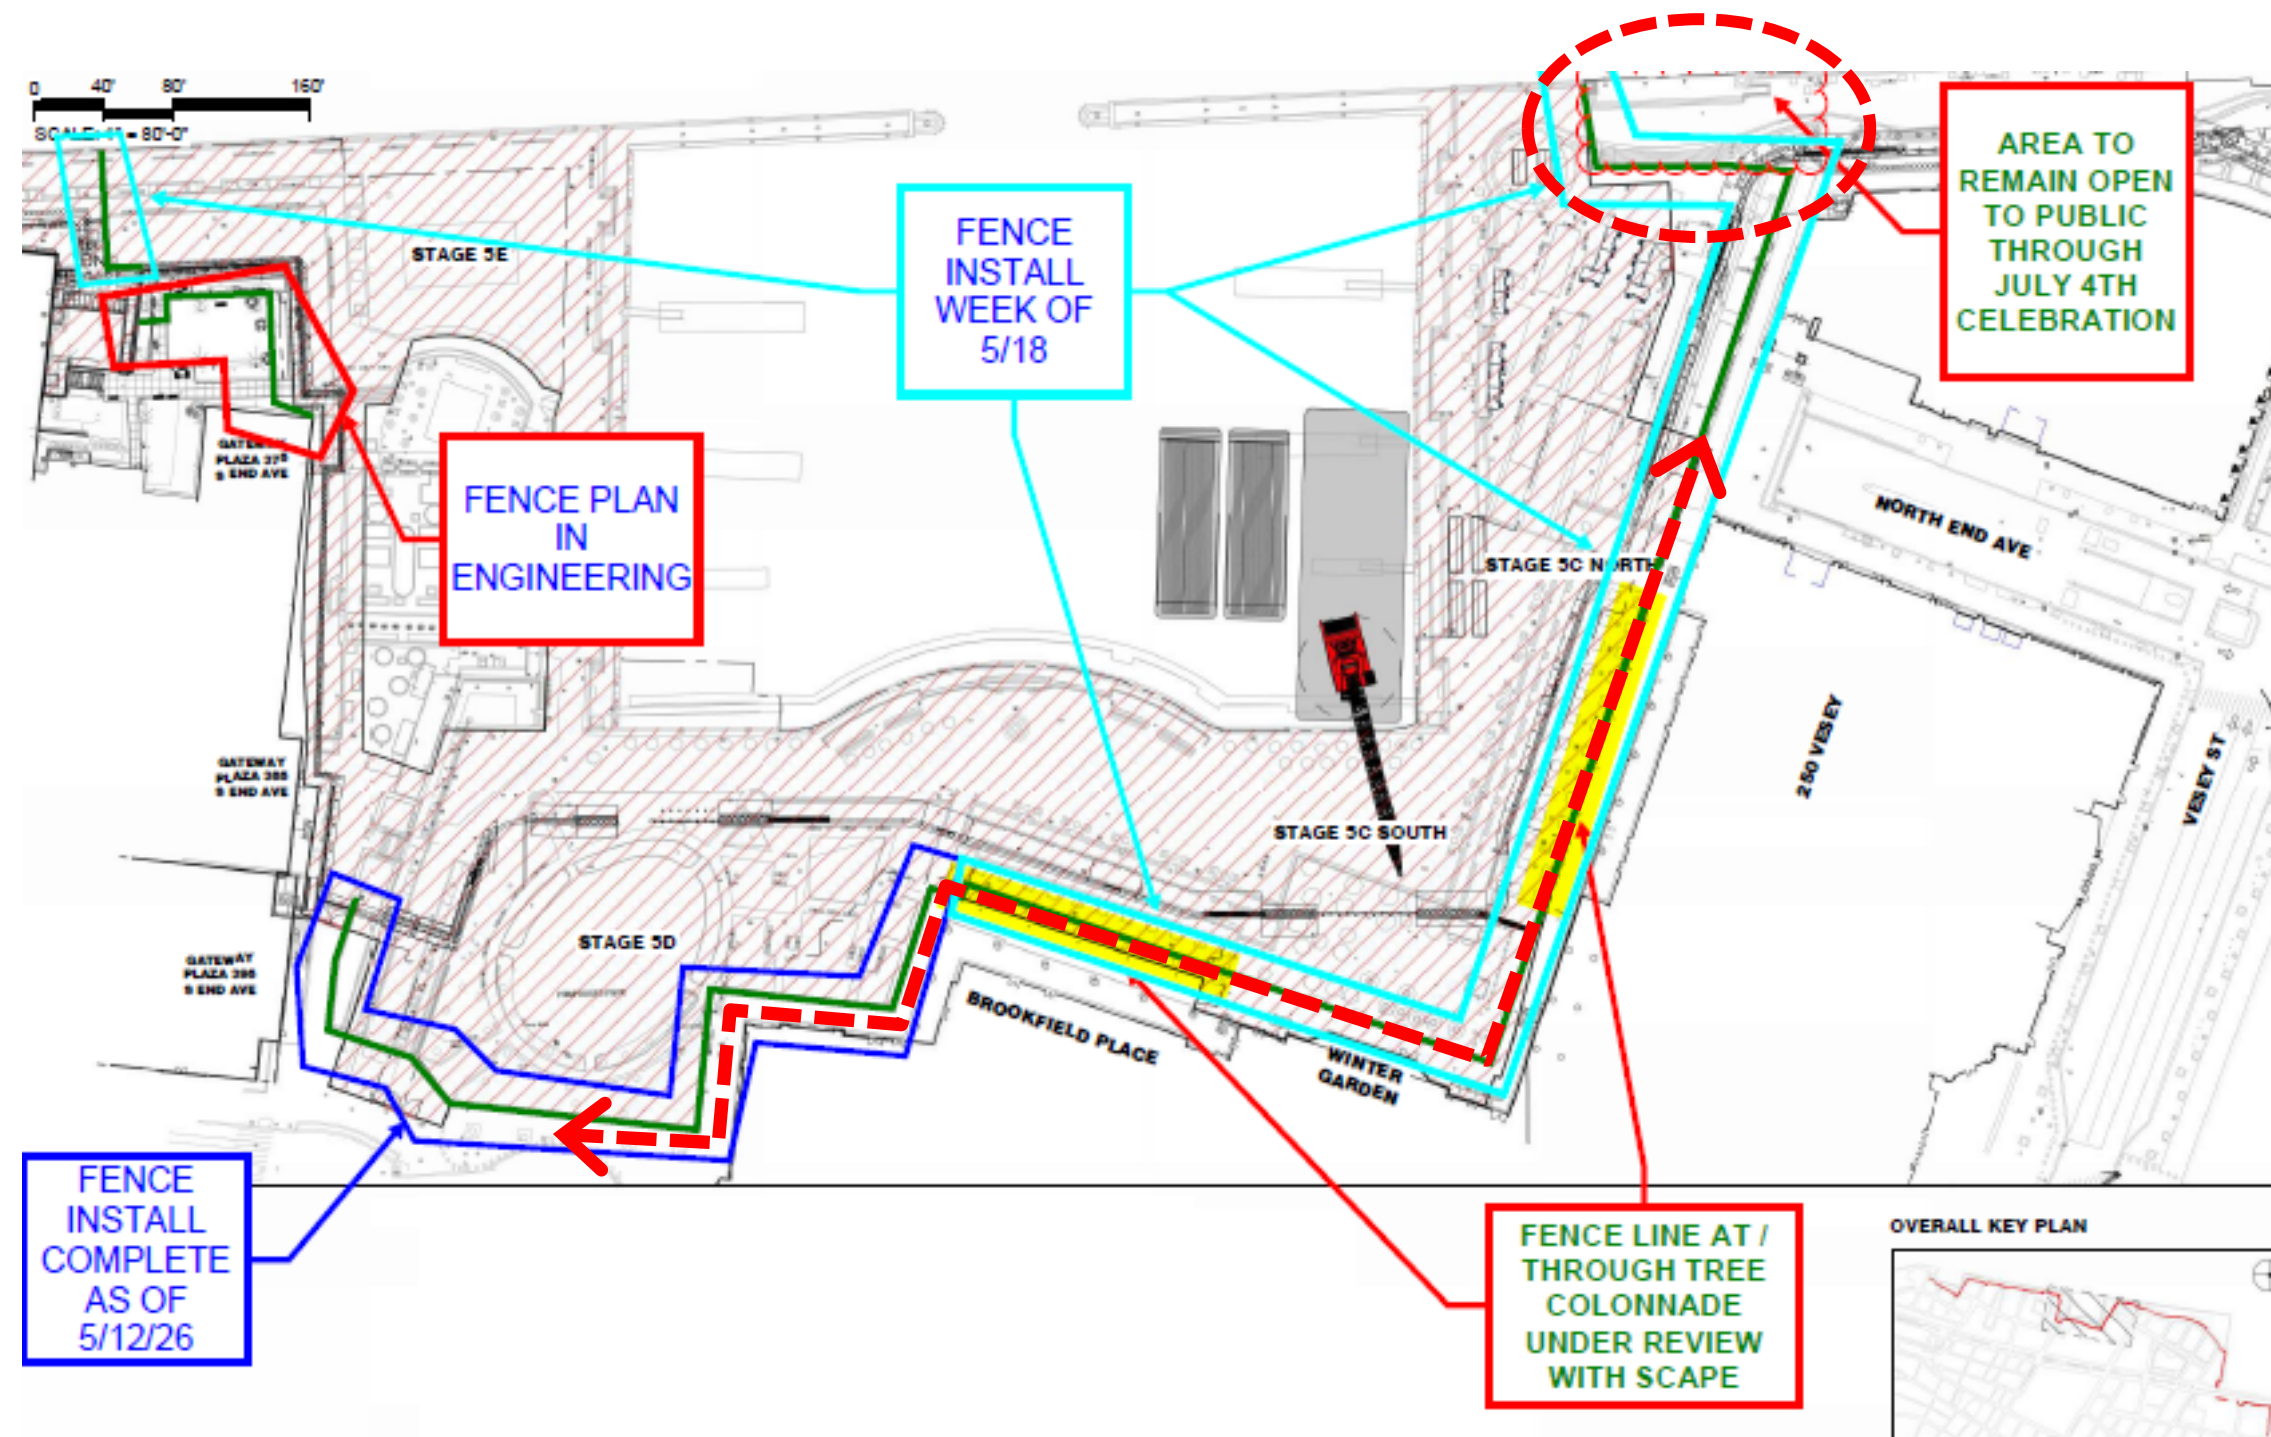 0 40' 80' 160'
SCALE: 1" = 80'-0"
STAGE 5E
FENCE
INSTALL
WEEK OF
5/18
AREA TO
REMAIN OPEN
TO PUBLIC
THROUGH
JULY 4TH
CELEBRATION
GATEWAY
PLAZA 375
S END AVE
FENCE PLAN
IN
ENGINEERING
NORTH END AVE
STAGE 5C NORTH
250 VESEY
VESEY ST
GATEWAY
PLAZA 385
S END AVE
STAGE 5C SOUTH
STAGE 5D
GATEWAY
PLAZA 395
S END AVE
BROOKFIELD PLACE
WINTER
GARDEN
FENCE
INSTALL
COMPLETE
AS OF
5/12/26
FENCE LINE AT /
THROUGH TREE
COLONNADE
UNDER REVIEW
WITH SCAPE
OVERALL KEY PLAN